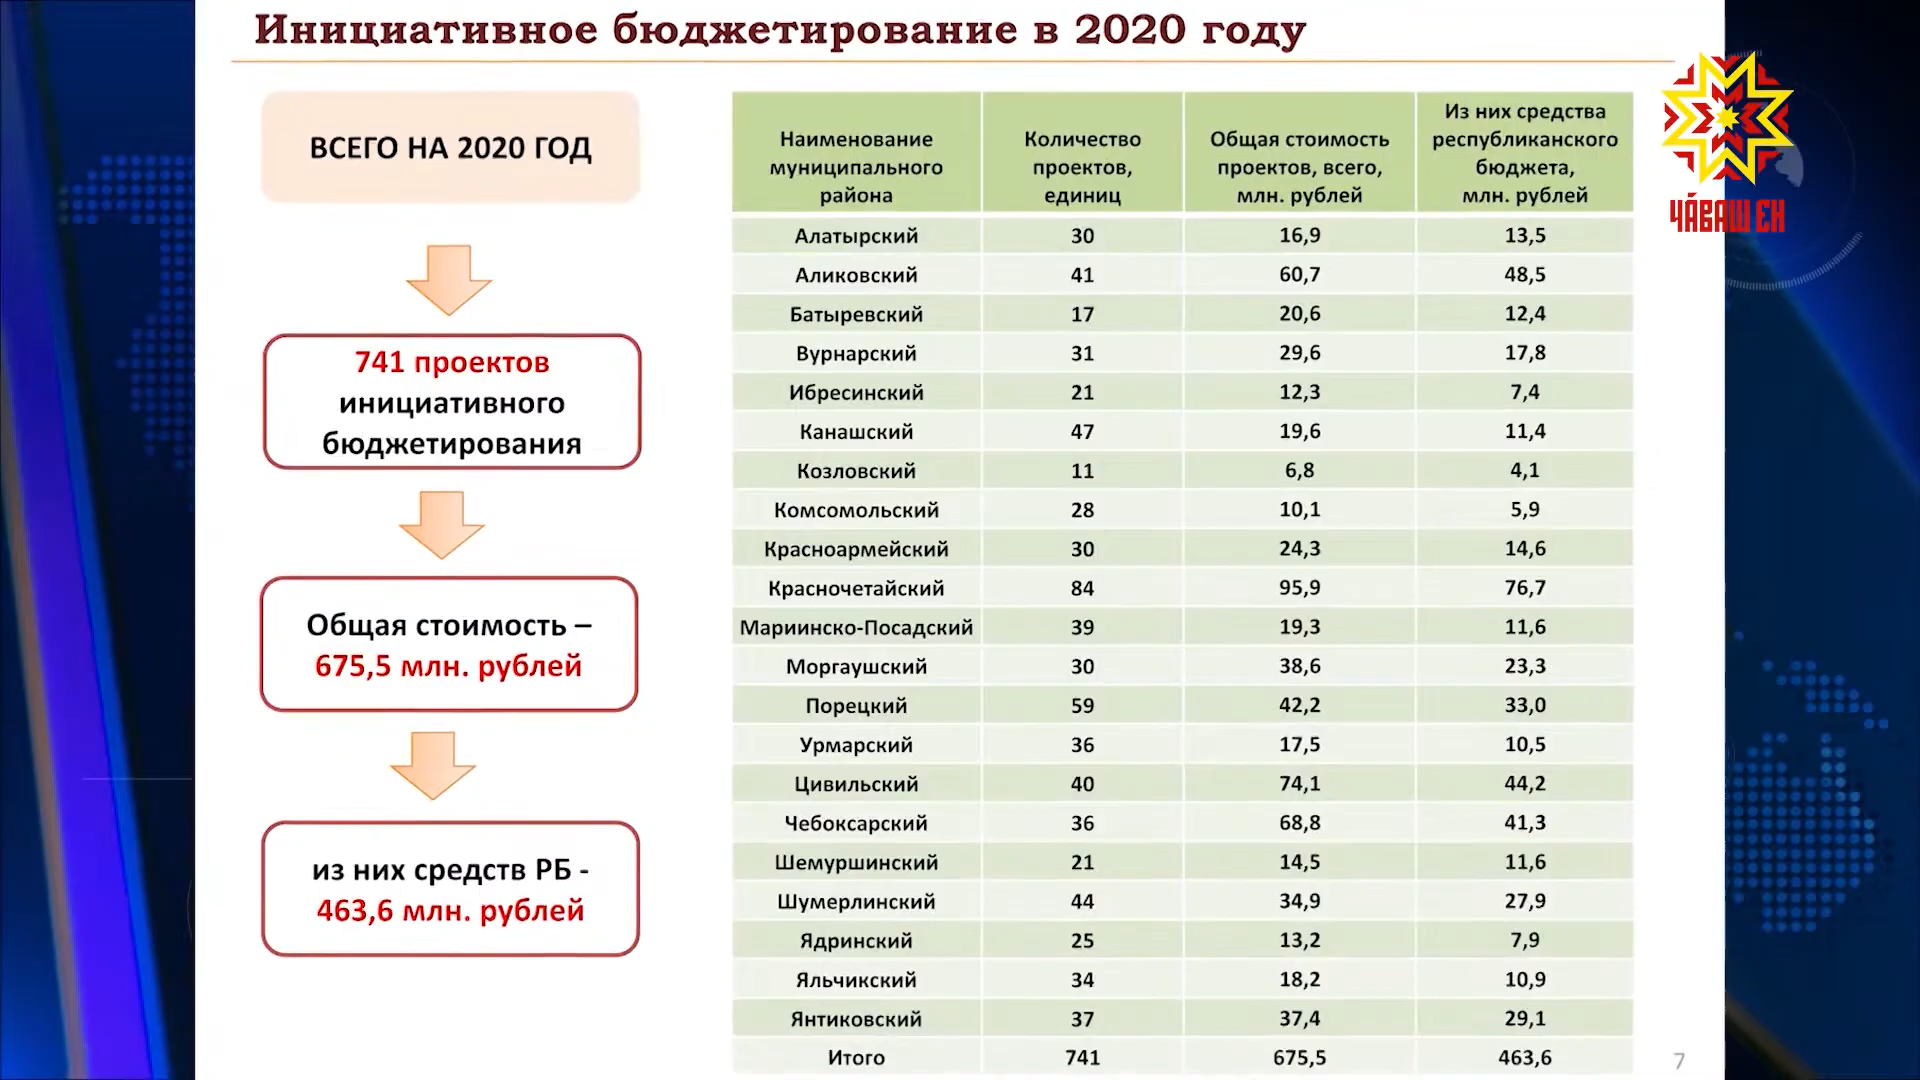 Инициативное бюджетирование в 2020 году
ВСЕГО НА 2020 ГОД
741 проектов
инициативного
бюджетирования
Общая стоимость –
675,5 млн. рублей
из них средств РБ -
463,6 млн. рублей
Наименование муниципального района Количество проектов, единиц Общая стоимость проектов, всего, млн. рублей Из них средства республиканского бюджета, млн. рублей
Алатырский 30 16,9 13,5
Аликовский 41 60,7 48,5
Батыревский 17 20,6 12,4
Вурнарский 31 29,6 17,8
Ибресинский 21 12,3 7,4
Канашский 47 19,6 11,4
Козловский 11 6,8 4,1
Комсомольский 28 10,1 5,9
Красноармейский 30 24,3 14,6
Красночетайский 84 95,9 76,7
Мариинско-Посадский 39 19,3 11,6
Моргаушский 30 38,6 23,3
Порецкий 59 42,2 33,0
Урмарский 36 17,5 10,5
Цивильский 40 74,1 44,2
Чебоксарский 36 68,8 41,3
Шемуршинский 21 14,5 11,6
Шумерлинский 44 34,9 27,9
Ядринский 25 13,2 7,9
Яльчикский 34 18,2 10,9
Янтиковский 37 37,4 29,1
Итого 741 675,5 463,6
7
ЧӐВАШ ЕН